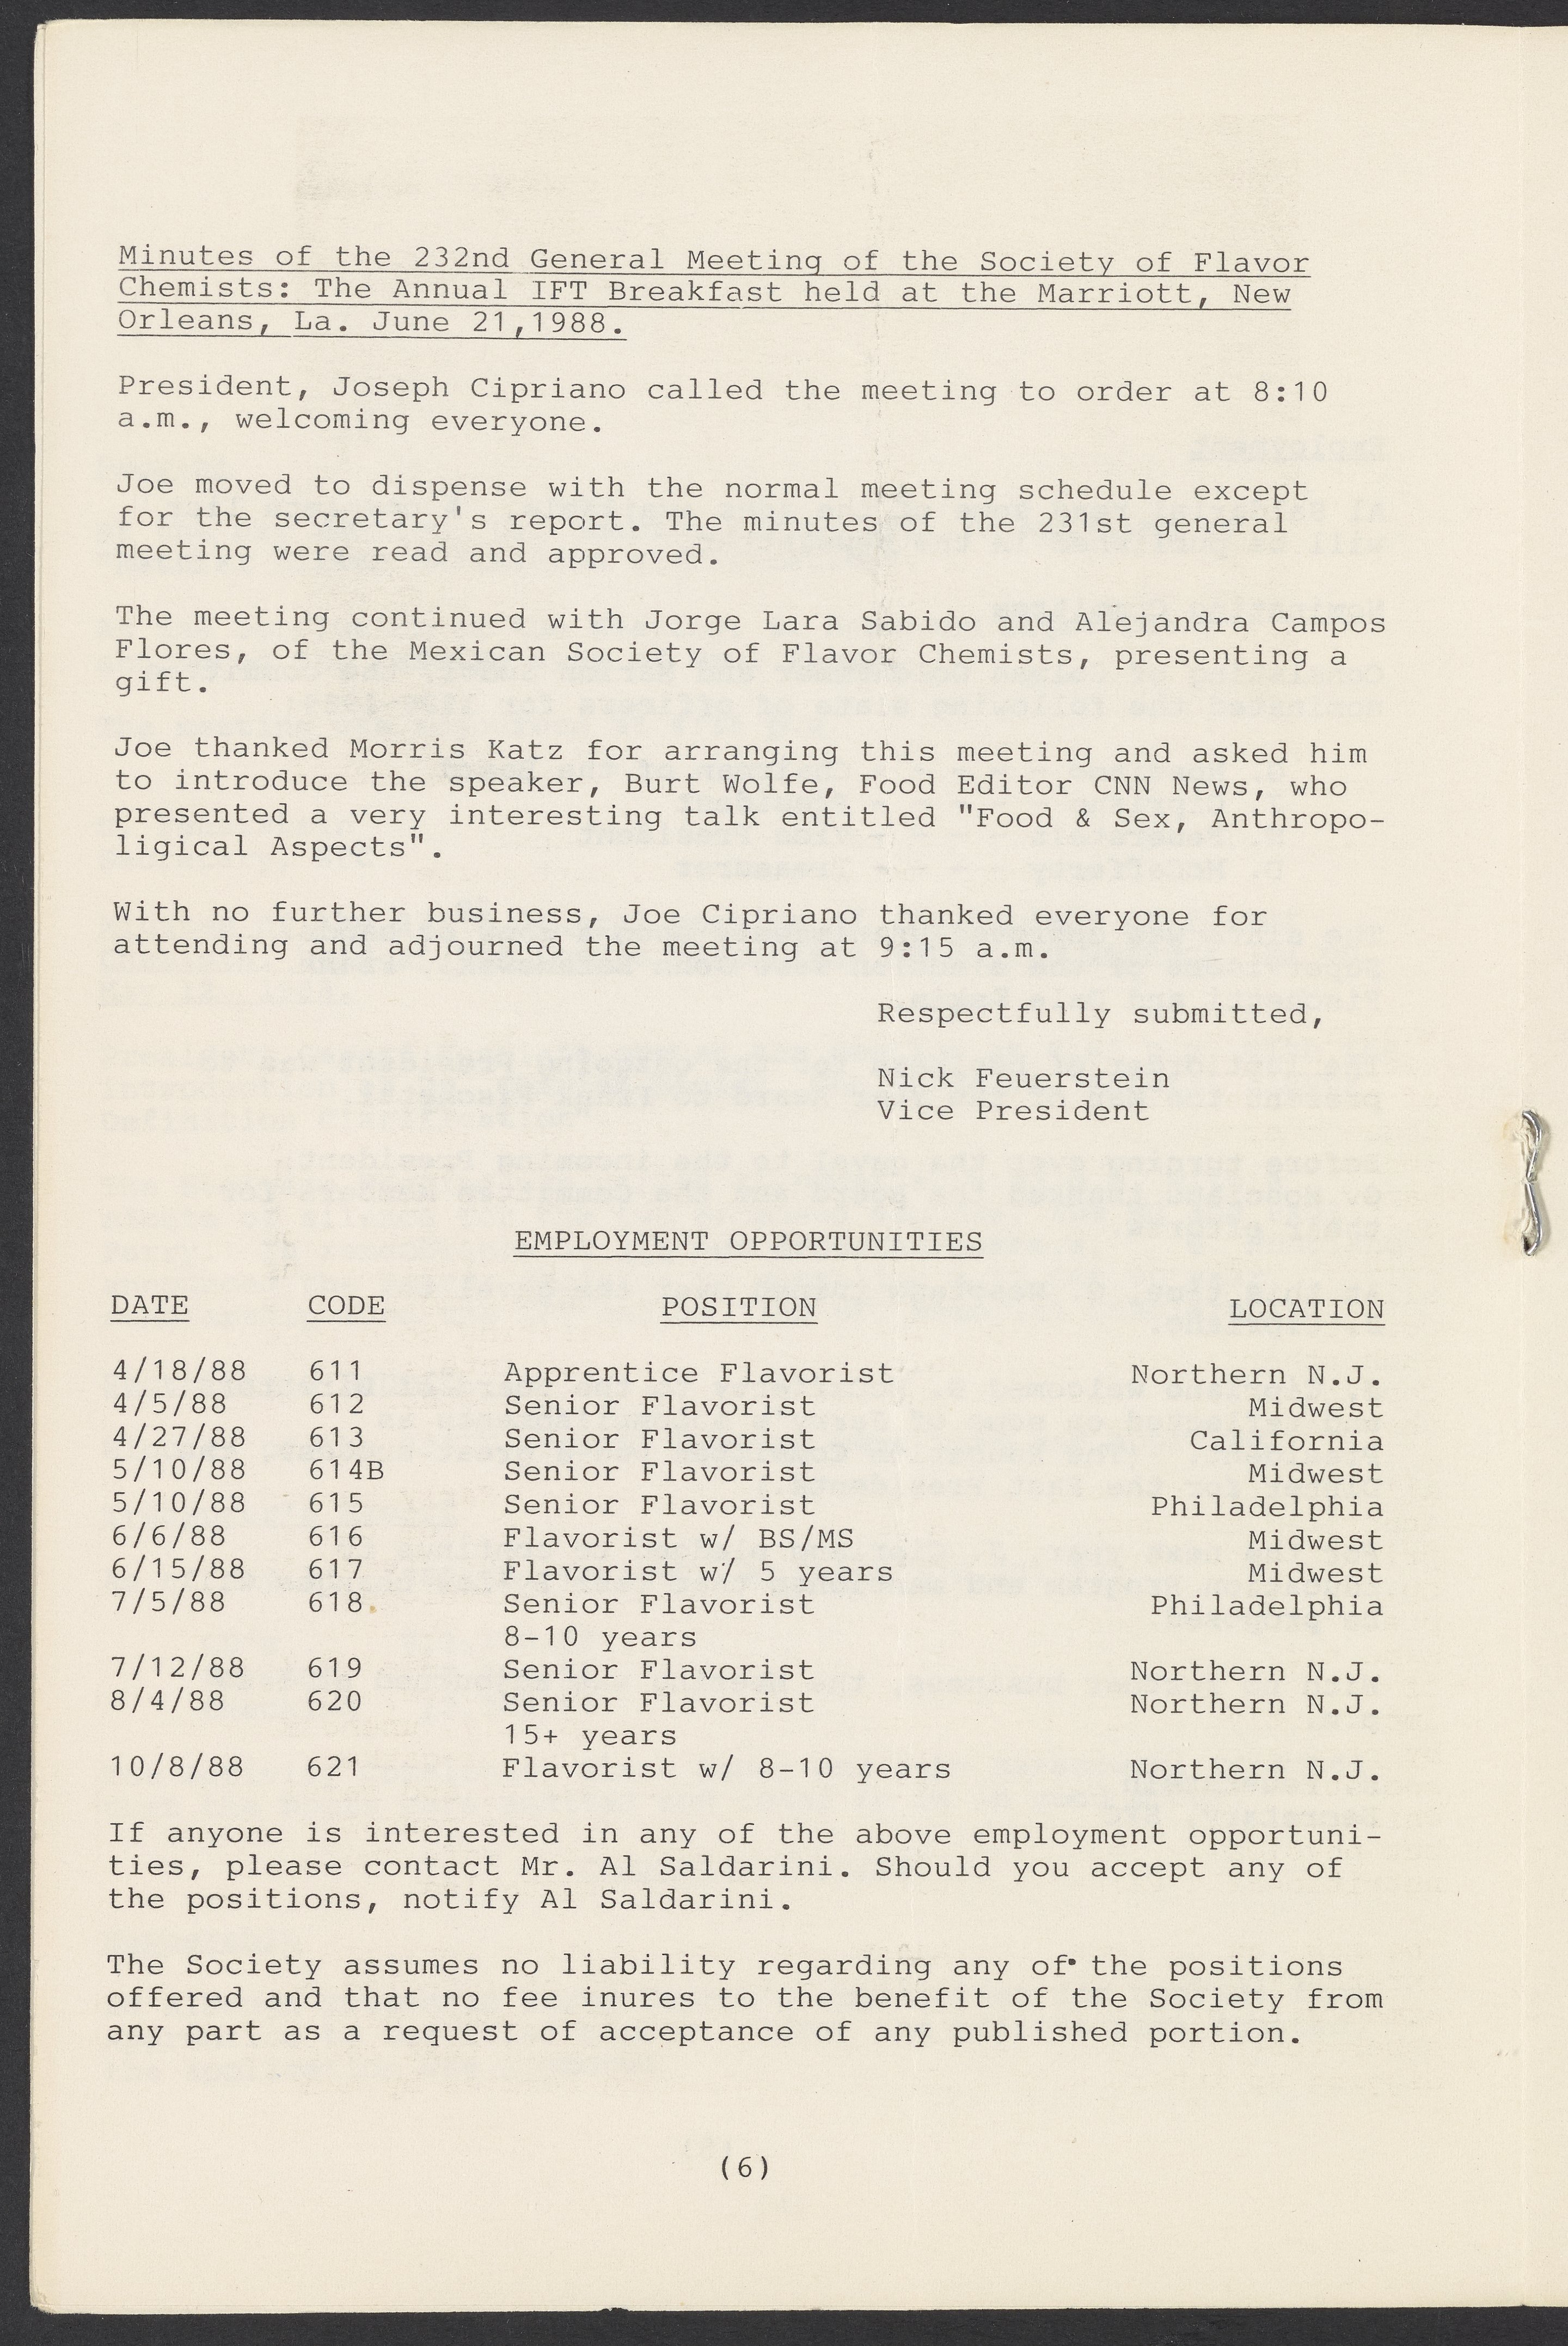 Minutes of the 232nd General Meeting of the Society of Flavor
Chemists: The Annual IFT Breakfast held at the Marriott, New
Orleans, La. June 21,1988.
President, Joseph Cipriano called the meeting to order at 8:10
a.m., welcoming everyone.
Joe moved to dispense with the normal meeting schedule except
for the secretary's report. The minutes of the 231st general
meeting were read and approved.
The meeting continued with Jorge Lara Sabido and Alejandra Campos
Flores, of the Mexican Society of Flavor Chemists, presenting a
gift.
Joe thanked Morris Katz for arranging this meeting and asked him
to introduce the speaker, Burt Wolfe, Food Editor CNN News, who
presented a very interesting talk entitled "Food & Sex, Anthropo-
ligical Aspects".
With no further business, Joe Cipriano thanked everyone for
attending and adjourned the meeting at 9:15 a.m.
Respectfully submitted,
Nick Feuerstein
Vice President
EMPLOYMENT OPPORTUNITIES
DATE CODE POSITION LOCATION
4/18/88 611 Apprentice Flavorist Northern N.J.
4/5/88 612 Senior Flavorist Midwest
4/27/88 613 Senior Flavorist California
5/10/88 614B Senior Flavorist Midwest
5/10/88 615 Senior Flavorist Philadelphia
6/6/88 616 Flavorist w/ BS/MS Midwest
6/15/88 617 Flavorist w/ 5 years Midwest
7/5/88 618 Senior Flavorist Philadelphia
8-10 years
7/12/88 619 Senior Flavorist Northern N.J.
8/4/88 620 Senior Flavorist Northern N.J.
15+ years
10/8/88 621 Flavorist w/ 8-10 years Northern N.J.
If anyone is interested in any of the above employment opportuni-
ties, please contact Mr. Al Saldarini. Should you accept any of
the positions, notify Al Saldarini.
The Society assumes no liability regarding any of the positions
offered and that no fee inures to the benefit of the Society from
any part as a request of acceptance of any published portion.
(6)